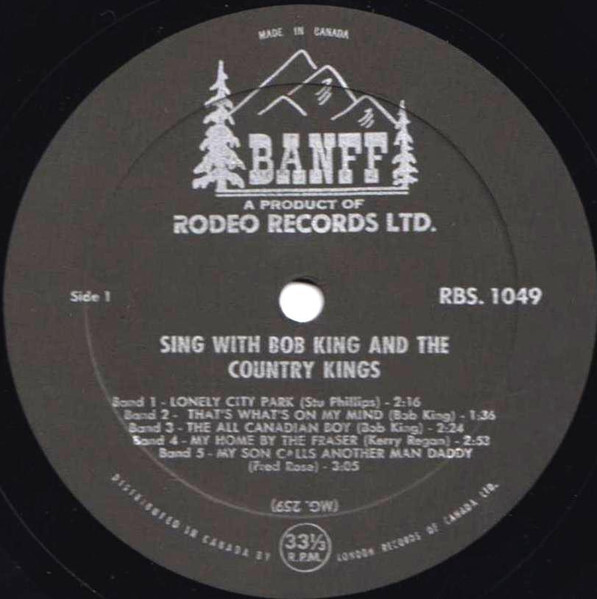 MADE IN CANADA
BANFF
A PRODUCT OF
RODEO RECORDS LTD.
Side 1
RBS. 1049
SING WITH BOB KING AND THE
COUNTRY KINGS
Band 1 - LONELY CITY PARK (Stu Phillips) - 2:16
Band 2 - THAT'S WHAT'S ON MY MIND (Bob King) - 1:36
Band 3 - THE ALL CANADIAN BOY (Bob King) - 2:24
Band 4 - MY HOME BY THE FRASER (Kerry Regan) - 2:53
Band 5 - MY SON CALLS ANOTHER MAN DADDY
(Fred Rose) - 3:05
(MG. 259)
33⅓
R.P.M.
DISTRIBUTED IN CANADA BY LONDON RECORDS OF CANADA LTD.